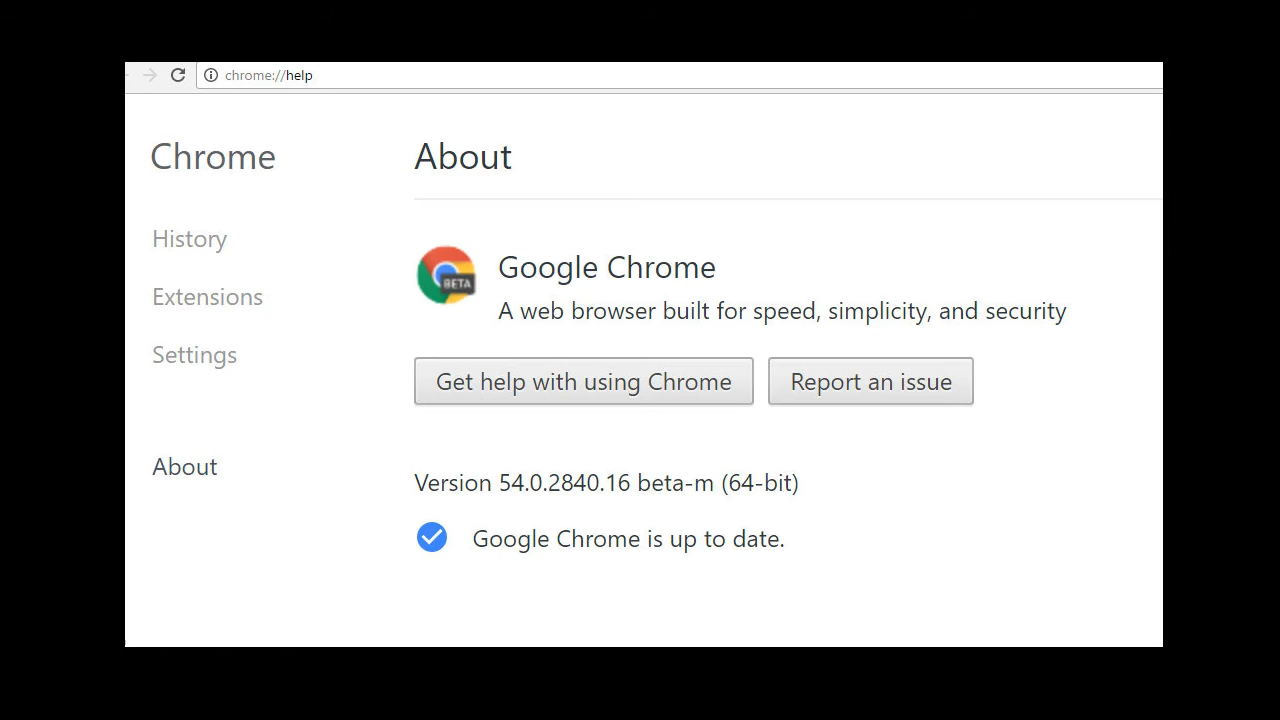 chrome://help
Chrome
About
History
Extensions
Settings
About
BETA
Google Chrome
A web browser built for speed, simplicity, and security
Get help with using Chrome
Report an issue
Version 54.0.2840.16 beta-m (64-bit)
Google Chrome is up to date.